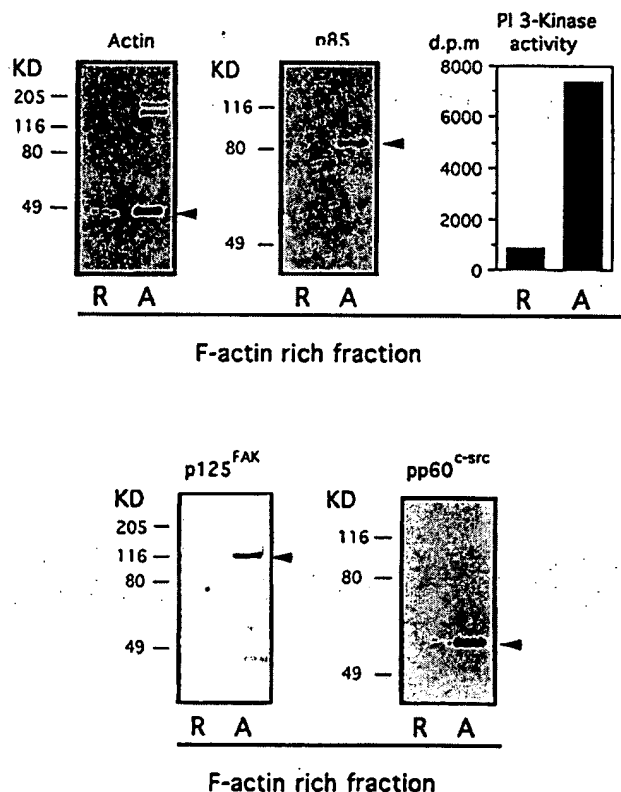 Actin
KD
205
116
80
49
R A
p85
116
80
49
R A
PI 3-Kinase
activity
d.p.m
8000
6000
4000
2000
0
R A
F-actin rich fraction
p125FAK
KD
205
116
80
49
R A
pp60c-src
KD
116
80
49
R A
F-actin rich fraction